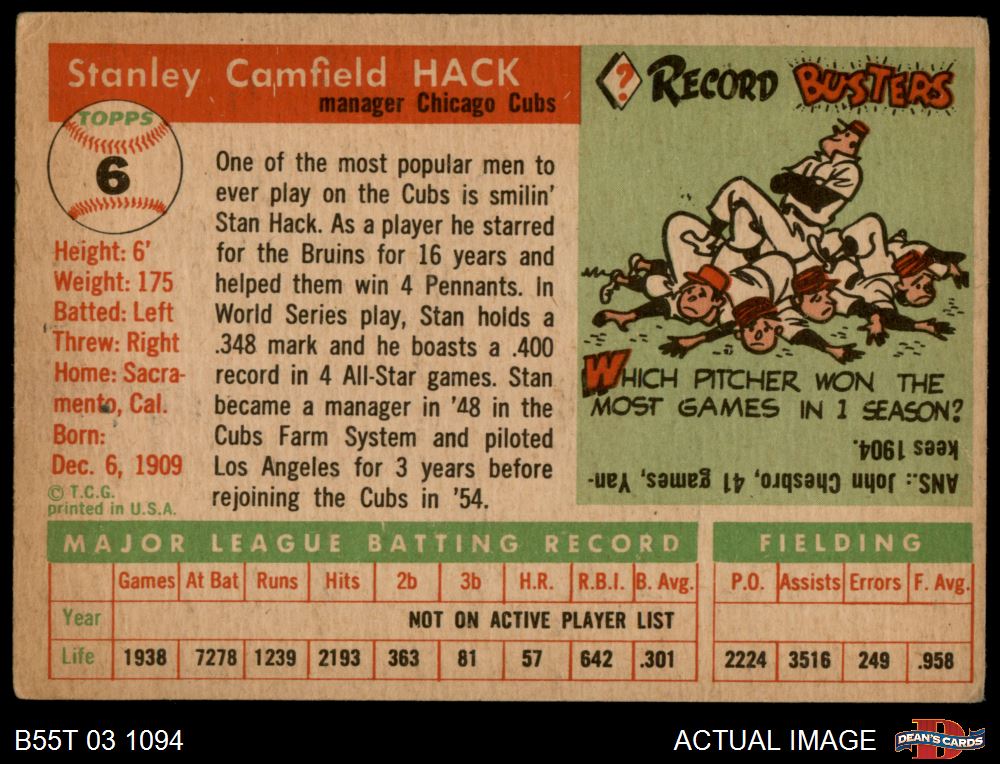 Stanley Camfield HACK
manager Chicago Cubs
TOPPS
6
Height: 6'
Weight: 175
Batted: Left
Threw: Right
Home: Sacra-
mento, Cal.
Born:
Dec. 6, 1909
© T.C.G.
printed in U.S.A.
One of the most popular men to
ever play on the Cubs is smilin'
Stan Hack. As a player he starred
for the Bruins for 16 years and
helped them win 4 Pennants. In
World Series play, Stan holds a
.348 mark and he boasts a .400
record in 4 All-Star games. Stan
became a manager in '48 in the
Cubs Farm System and piloted
Los Angeles for 3 years before
rejoining the Cubs in '54.
? RECORD BUSTERS
WHICH PITCHER WON THE
MOST GAMES IN 1 SEASON?
ANS.: John Chesbro, 41 games, Yan-
kees 1904.
MAJOR LEAGUE BATTING RECORD FIELDING
Games At Bat Runs Hits 2b 3b H.R. R.B.I. B. Avg. P.O. Assists Errors F. Avg.
Year NOT ON ACTIVE PLAYER LIST
Life 1938 7278 1239 2193 363 81 57 642 .301 2224 3516 249 .958
B55T 03 1094
ACTUAL IMAGE
DEAN'S CARDS